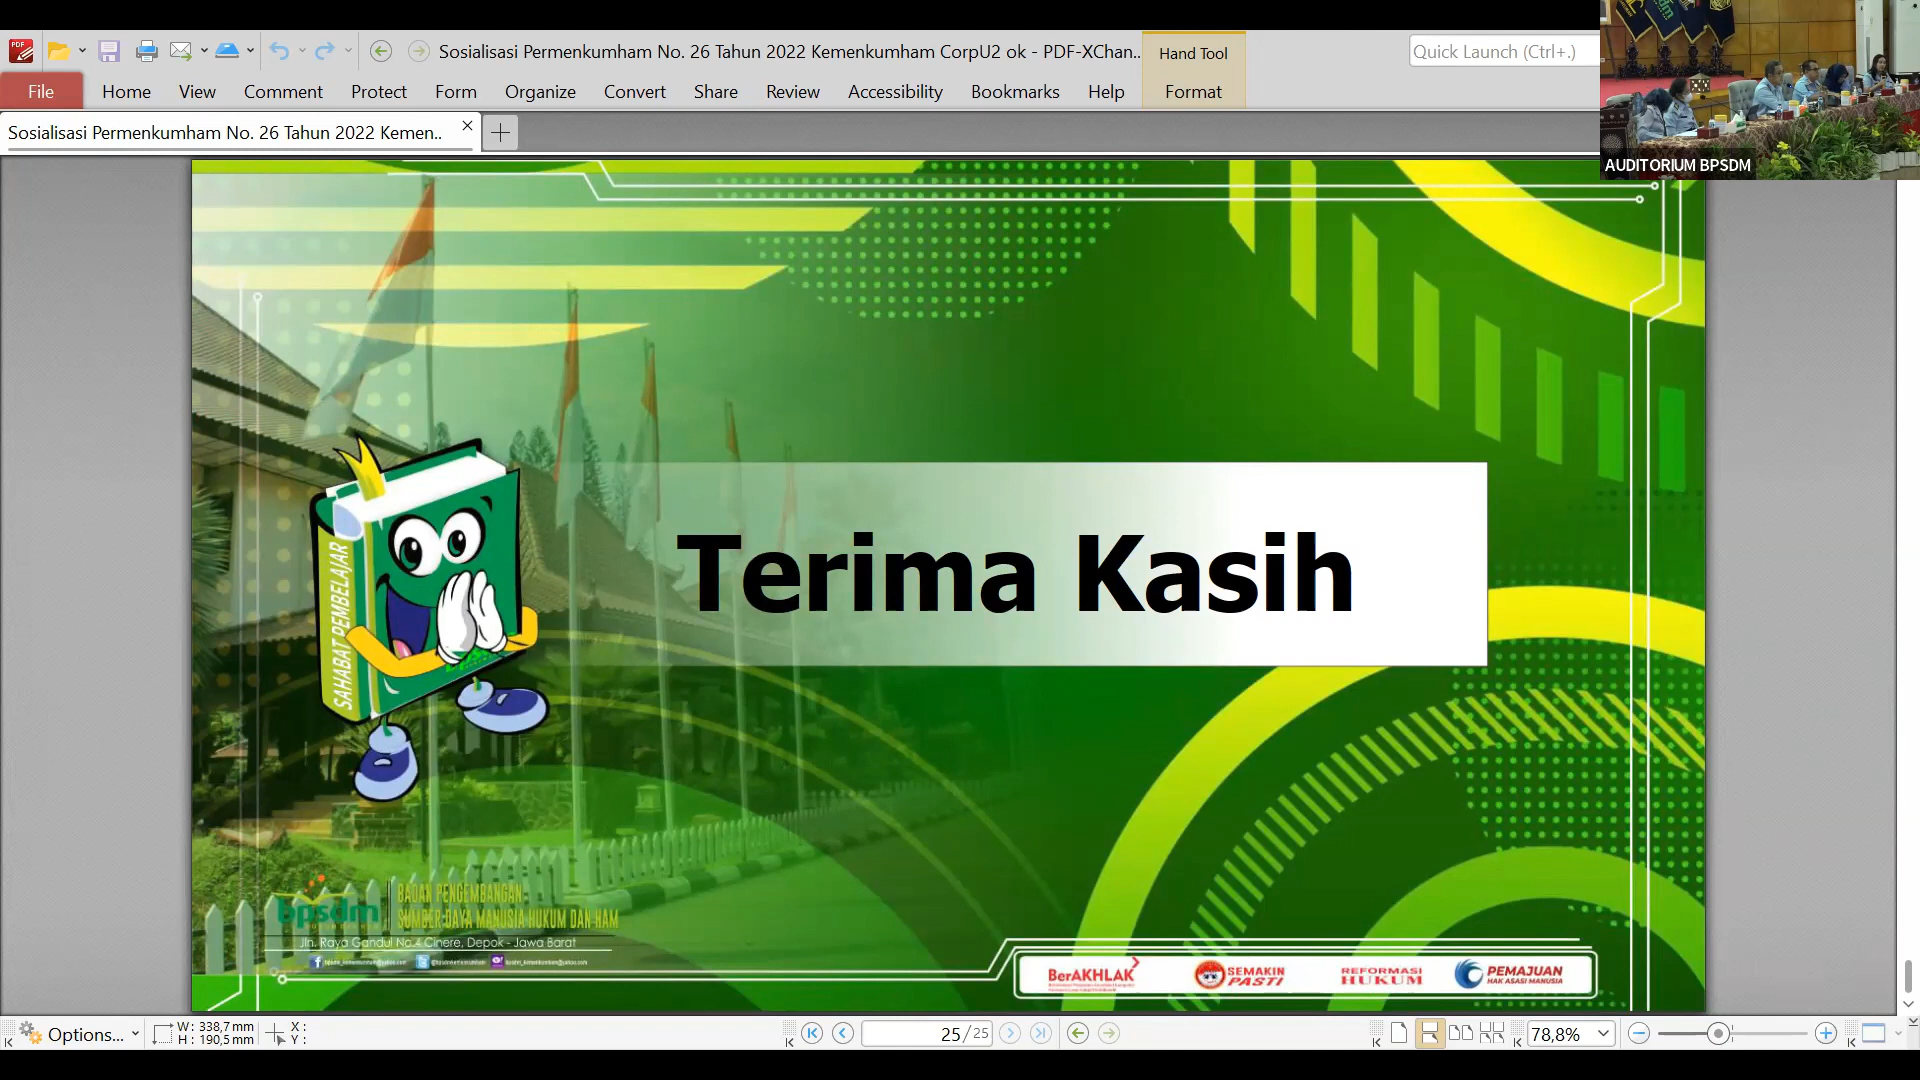 Sosialisasi Permenkumham No. 26 Tahun 2022 Kemenkumham CorpU2 ok - PDF-XChan..
Hand Tool
Quick Launch (Ctrl+.)
File Home View Comment Protect Form Organize Convert Share Review Accessibility Bookmarks Help Format
AUDITORIUM BPSDM
Sosialisasi Permenkumham No. 26 Tahun 2022 Kemen..
Terima Kasih
SAHABAT PEMBELAJAR
bpsdm
BADAN PENGEMBANGAN
SUMBER DAYA MANUSIA HUKUM DAN HAM
Jln. Raya Gandul No.4 Cinere, Depok - Jawa Barat
BerAKHLAK
SEMAKIN
PASTI
REFORMASI
HUKUM
PEMAJUAN
HAK ASASI MANUSIA
Options...
W: 338,7 mm
H: 190,5 mm
X:
Y:
25 / 25
78,8%